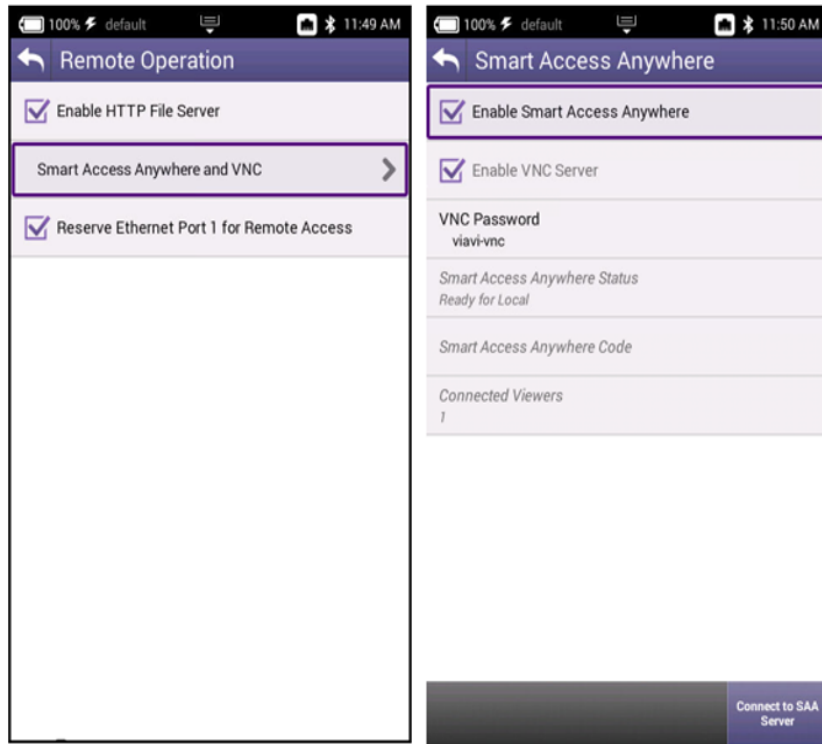 100% default 11:49 AM
Remote Operation
Enable HTTP File Server
Smart Access Anywhere and VNC
Reserve Ethernet Port 1 for Remote Access
100% default 11:50 AM
Smart Access Anywhere
Enable Smart Access Anywhere
Enable VNC Server
VNC Password
viavi-vnc
Smart Access Anywhere Status
Ready for Local
Smart Access Anywhere Code
Connected Viewers
1
Connect to SAA
Server